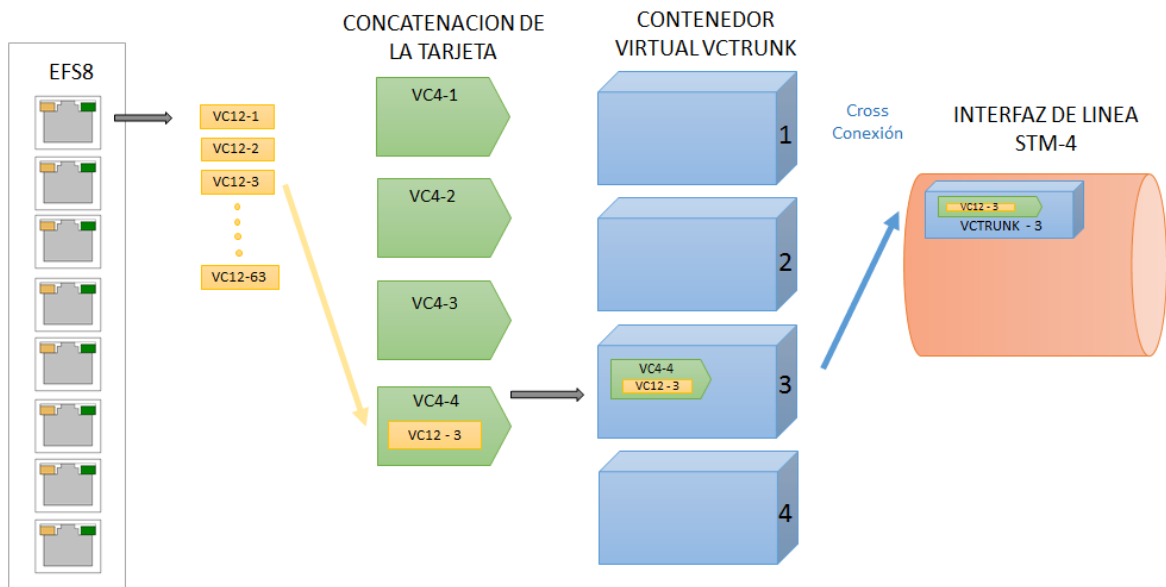 EFS8
VC12-1
VC12-2
VC12-3
VC12-63
CONCATENACION DE
LA TARJETA
VC4-1
VC4-2
VC4-3
VC4-4
VC12 - 3
CONTENEDOR
VIRTUAL VCTRUNK
1
2
VC4-4
VC12 - 3
3
4
Cross
Conexión
INTERFAZ DE LINEA
STM-4
VC12 - 3
VCTRUNK - 3